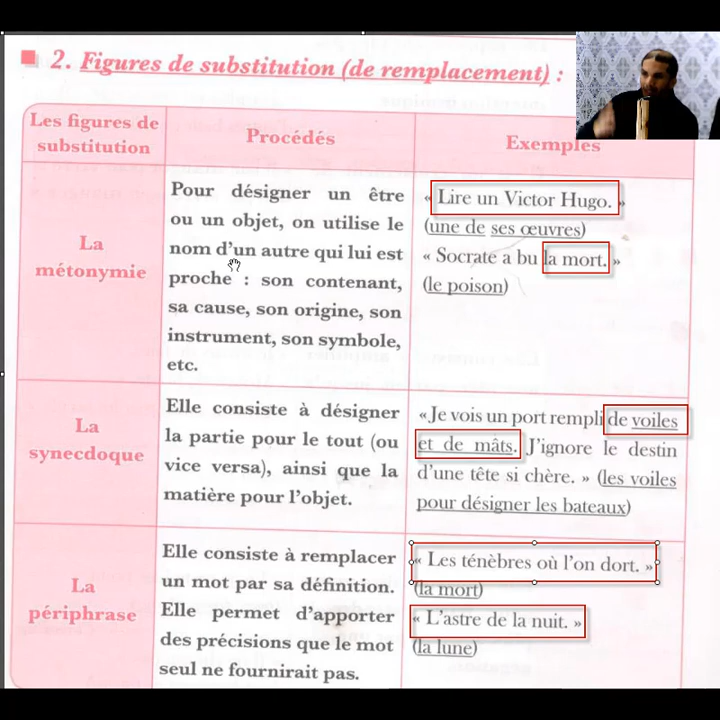 2. Figures de substitution (de remplacement) :
Les figures de
substitution
Procédés
Exemples
La
métonymie
Pour désigner un être
ou un objet, on utilise le
nom d'un autre qui lui est
proche : son contenant,
sa cause, son origine, son
instrument, son symbole,
etc.
« Lire un Victor Hugo. »
(une de ses œuvres)
« Socrate a bu la mort. »
(le poison)
La
synecdoque
Elle consiste à désigner
la partie pour le tout (ou
vice versa), ainsi que la
matière pour l'objet.
«Je vois un port rempli de voiles
et de mâts. J'ignore le destin
d'une tête si chère. » (les voiles
pour désigner les bateaux)
La
périphrase
Elle consiste à remplacer
un mot par sa définition.
Elle permet d'apporter
des précisions que le mot
seul ne fournirait pas.
« Les ténèbres où l'on dort. »
(la mort)
« L'astre de la nuit. »
(la lune)